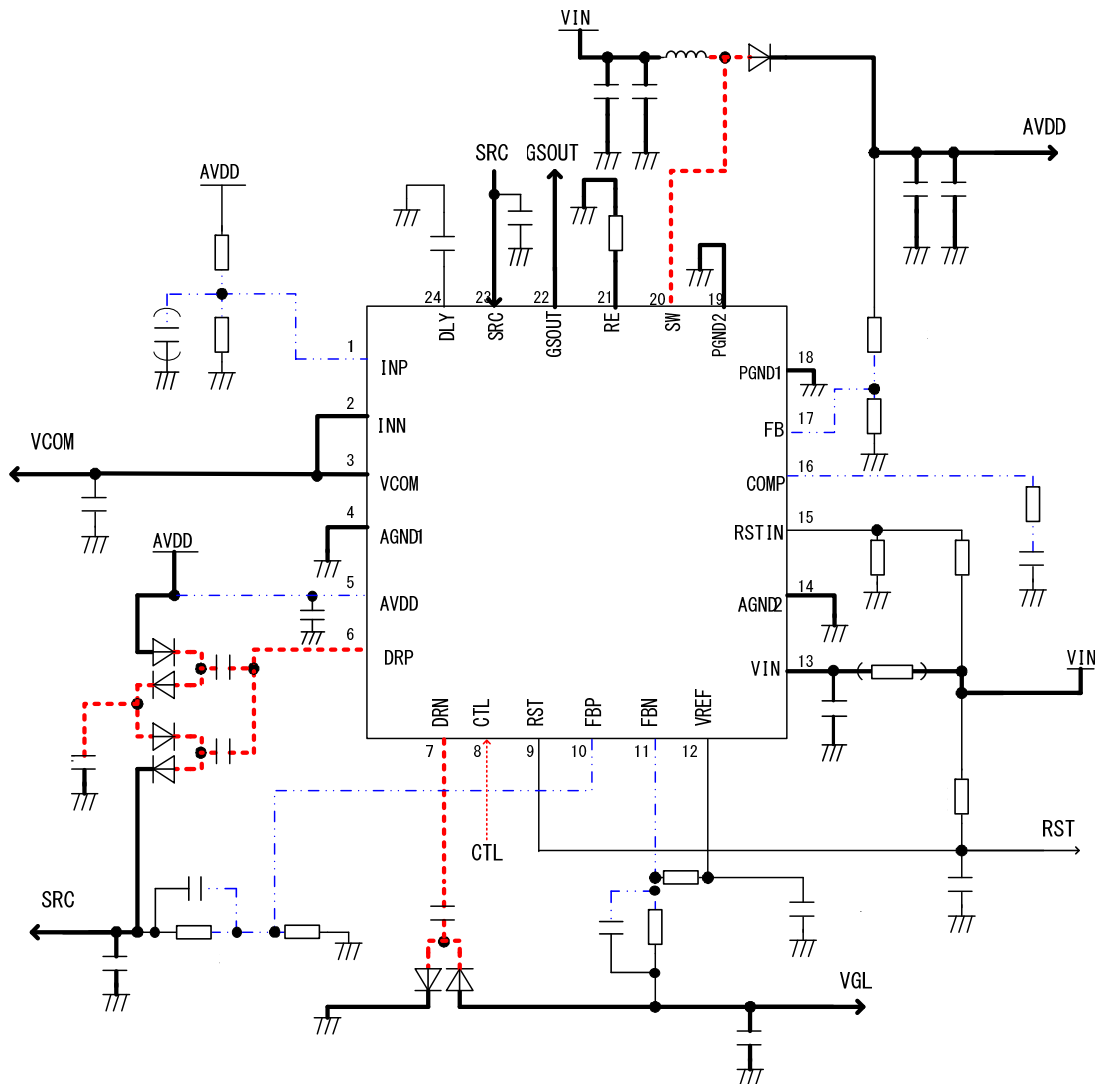 VIN
AVDD
SRC GSOUT
AVDD
24 23 22 21 20 19
DLY SRC GSOUT RE SW PGND2
1 INP
18 PGND1
2 INN
17 FB
VCOM
3 VCOM
16 COMP
4 AGND1
15 RSTIN
AVDD
5 AVDD
14 AGND2
6 DRP
13 VIN
VIN
DRN CTL RST FBP FBN VREF
7 8 9 10 11 12
CTL
RST
SRC
VGL